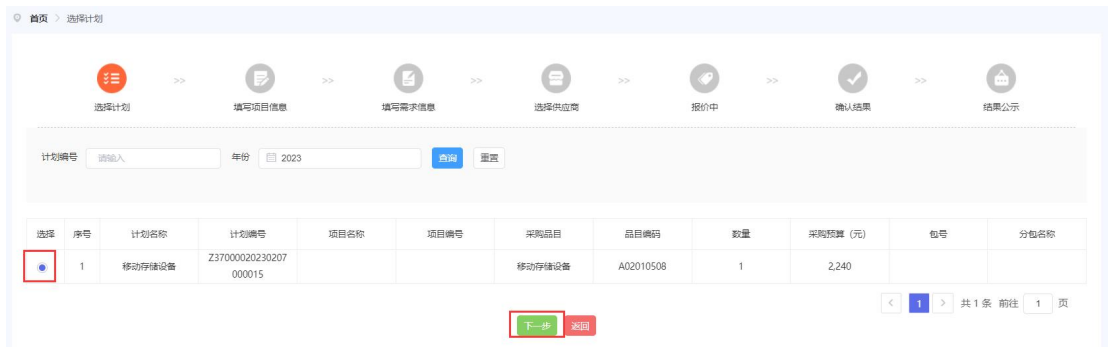 首页 > 选择计划
>> >> >> >> >> >>
选择计划 填写项目信息 填写需求信息 选择供应商 报价中 确认结果 结果公示
计划编号 请输入 年份 2023 查询 重置
选择 序号 计划名称 计划编号 项目名称 项目编号 采购品目 品目编码 数量 采购预算（元） 包号 分包名称
1 移动存储设备 Z37000020230207 移动存储设备 A02010508 1 2,240
000015
< 1 > 共1条 前往 1 页
下一步 返回